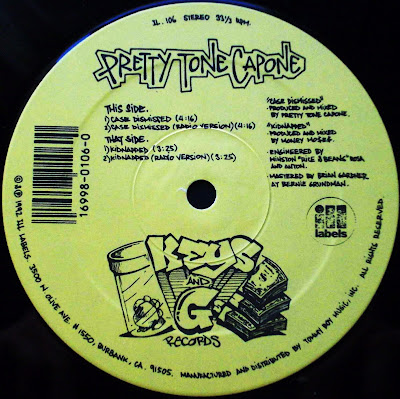 IL. 106 STEREO 33⅓ RPM.
PRETTY TONE CAPONE
THIS SIDE.
1) CASE DISMISSED (4:16)
2) CASE DISMISSED (RADIO VERSION) (4:16)
THAT SIDE.
1) KIDNAPPED (3:25)
2) KIDNAPPED (RADIO VERSION) (3:25)
"CASE DISMISSED"
PRODUCED AND MIXED
BY PRETTY TONE CAPONE.
"KIDNAPPED"
PRODUCED AND MIXED
BY MONEY MOSES.
ENGINEERED BY
WINSTON "RICE & BEANS" ROSA
AND ANTON.
MASTERED BY BRIAN GARDNER
AT BERNIE GRUNDMAN.
16998-0106-0
ill
labels
KEYS
AND
G'S
RECORDS
©℗ 1992 ILL LABELS. 3500 W. OLIVE AVE. # 1550, BURBANK, CA. 91505. MANUFACTURED AND DISTRIBUTED BY TOMMY BOY MUSIC, INC. ALL RIGHTS RESERVED